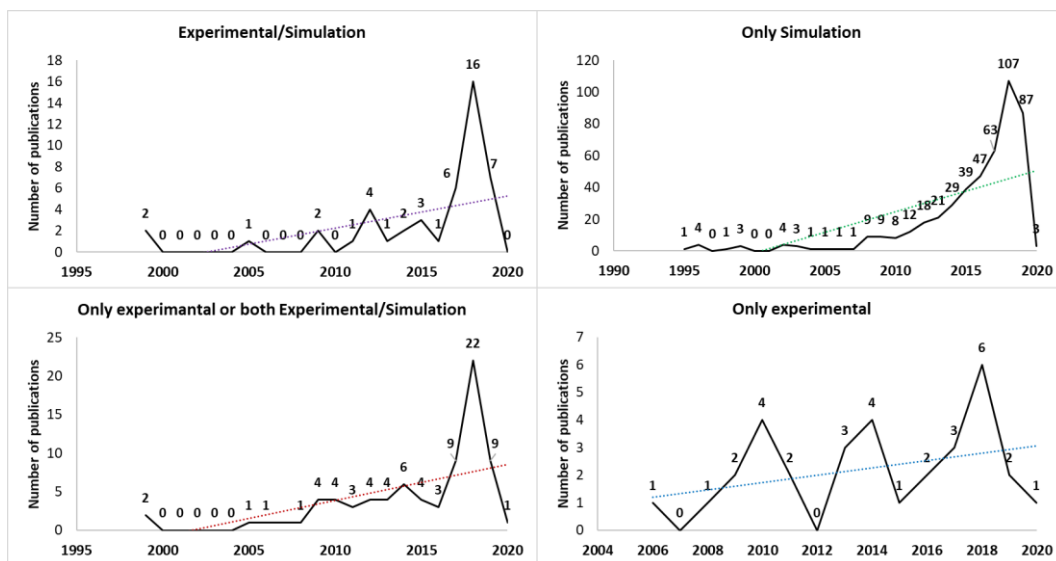 Experimental/Simulation
Number of publications
18
16
14
12
10
8
6
4
2
0
2 0 0 0 0 0 1 0 0 0 2 0 1 4 1 2 3 1 6 16 7 0
1995 2000 2005 2010 2015 2020
Only Simulation
Number of publications
120
100
80
60
40
20
0
1 4 0 1 3 0 0 4 3 1 1 1 1 9 9 8 12 18 21 29 39 47 63 107 87 3
1990 1995 2000 2005 2010 2015 2020
Only experimantal or both Experimental/Simulation
Number of publications
25
20
15
10
5
0
2 0 0 0 0 0 1 1 1 4 4 3 4 4 6 4 3 9 22 9 1
1995 2000 2005 2010 2015 2020
Only experimental
Number of publications
7
6
5
4
3
2
1
0
1 0 1 2 4 2 0 3 4 1 2 3 6 2 1
2004 2006 2008 2010 2012 2014 2016 2018 2020